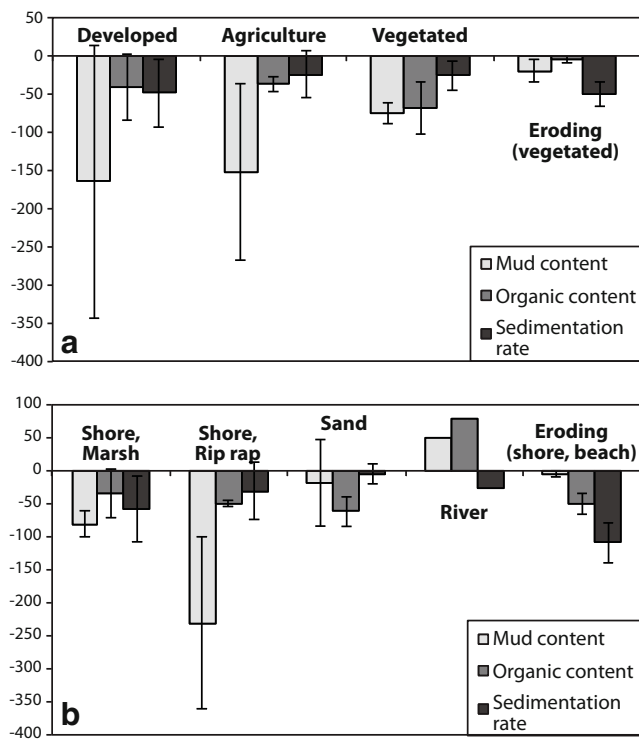 50
Developed Agriculture Vegetated
0
-50
-100
Eroding
(vegetated)
-150
-200
-250
Mud content
-300
Organic content
-350
Sedimentation
rate
-400
a
100
Shore,
Marsh
Shore,
Rip rap
Sand
Eroding
(shore, beach)
50
0
-50
River
-100
-150
-200
-250
Mud content
-300
Organic content
-350
Sedimentation
rate
-400
b